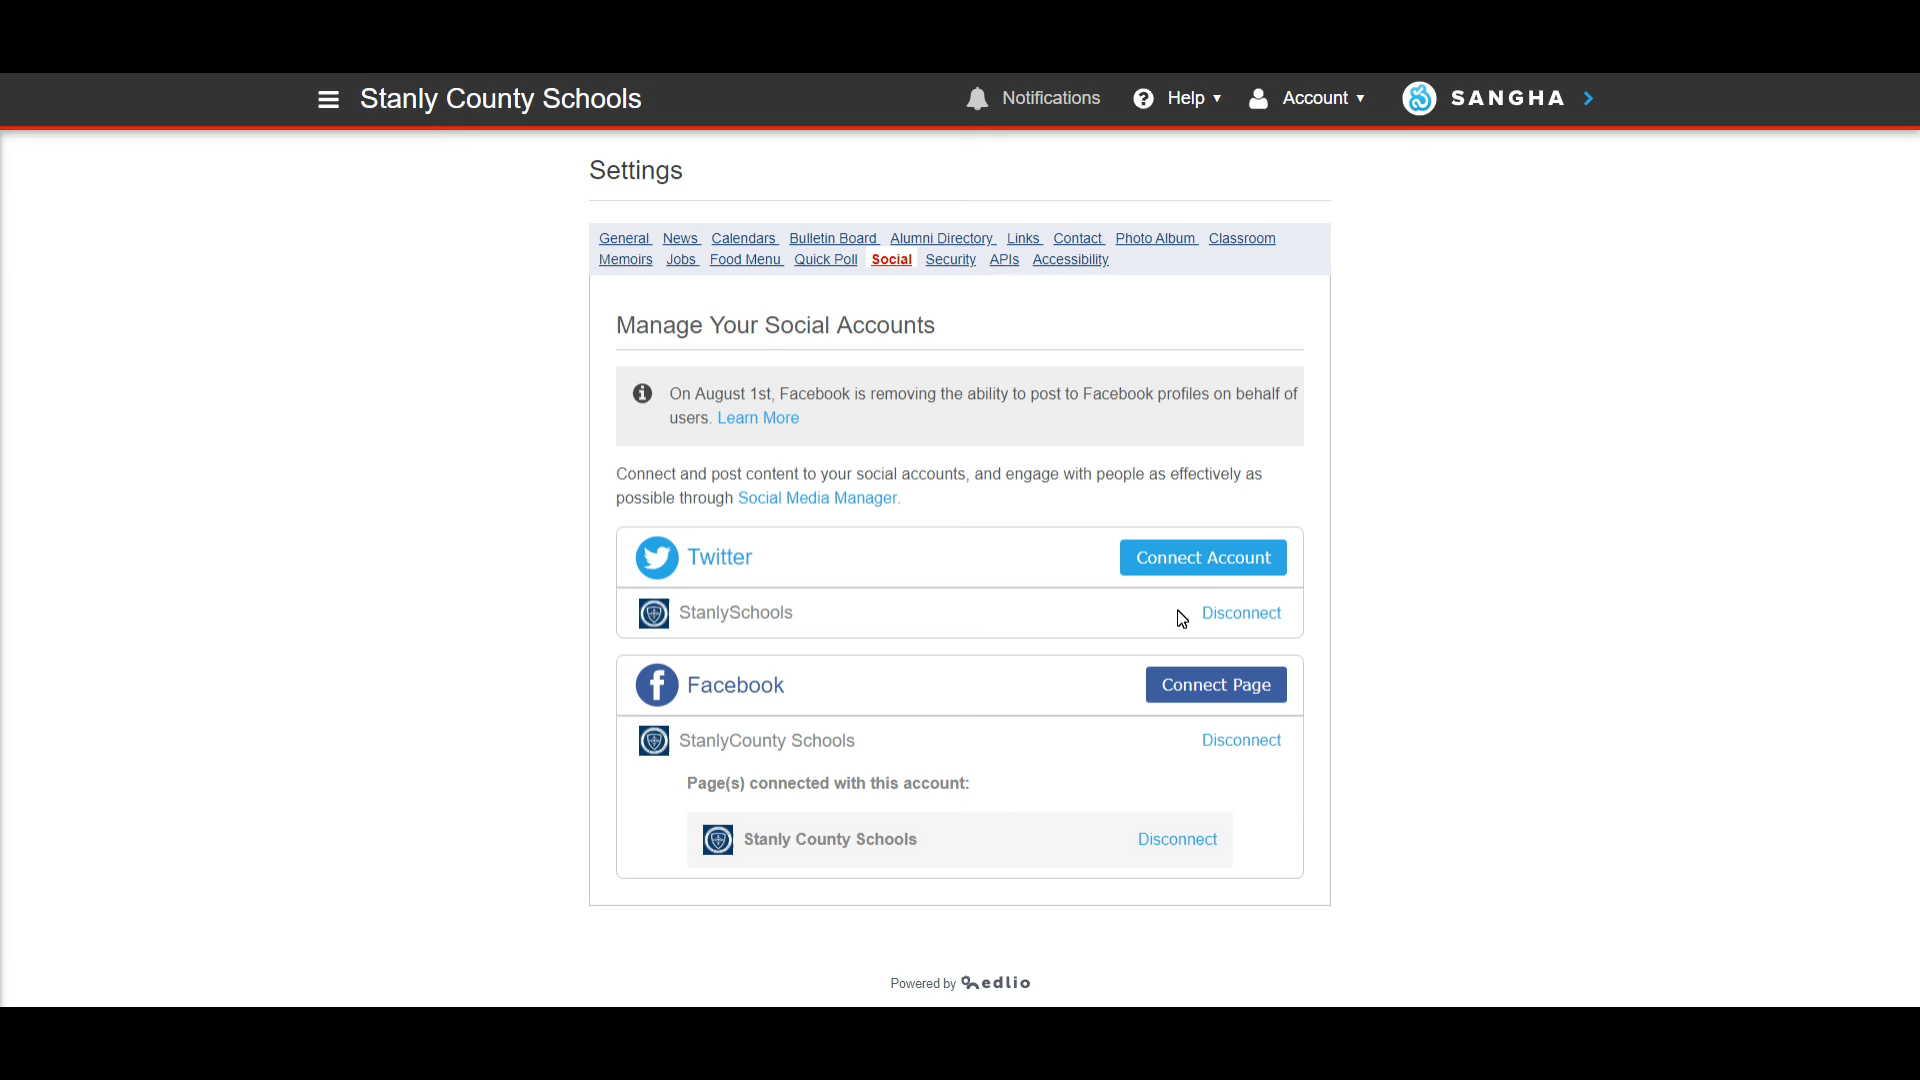 Stanly County Schools Notifications Help Account SANGHA
Settings
General News Calendars Bulletin Board Alumni Directory Links Contact Photo Album Classroom
Memoirs Jobs Food Menu Quick Poll Social Security APIs Accessibility
Manage Your Social Accounts
On August 1st, Facebook is removing the ability to post to Facebook profiles on behalf of
users. Learn More
Connect and post content to your social accounts, and engage with people as effectively as
possible through Social Media Manager.
Twitter Connect Account
StanlySchools Disconnect
Facebook Connect Page
StanlyCounty Schools Disconnect
Page(s) connected with this account:
Stanly County Schools Disconnect
Powered by edlio